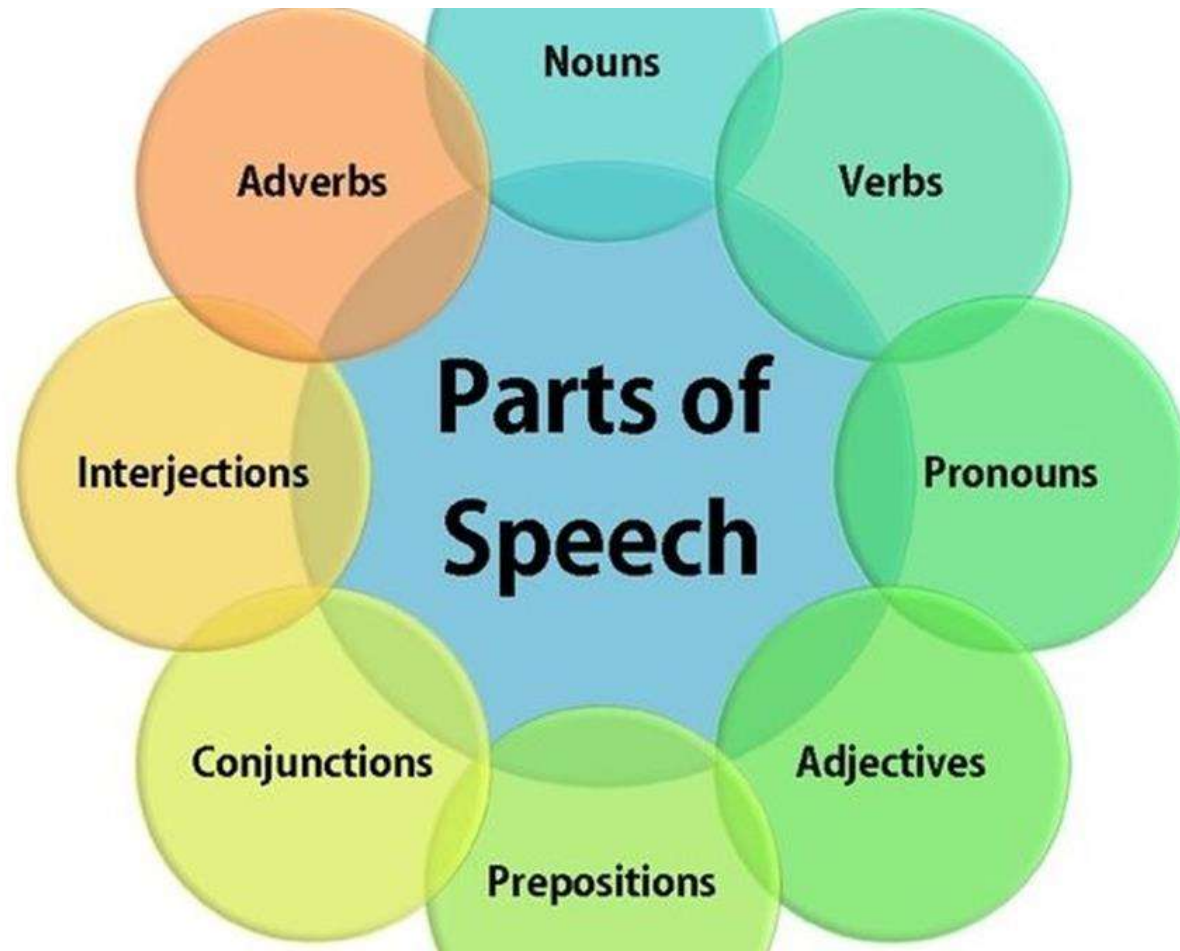 Nouns
Adverbs
Verbs
Parts of
Speech
Interjections
Pronouns
Conjunctions
Adjectives
Prepositions